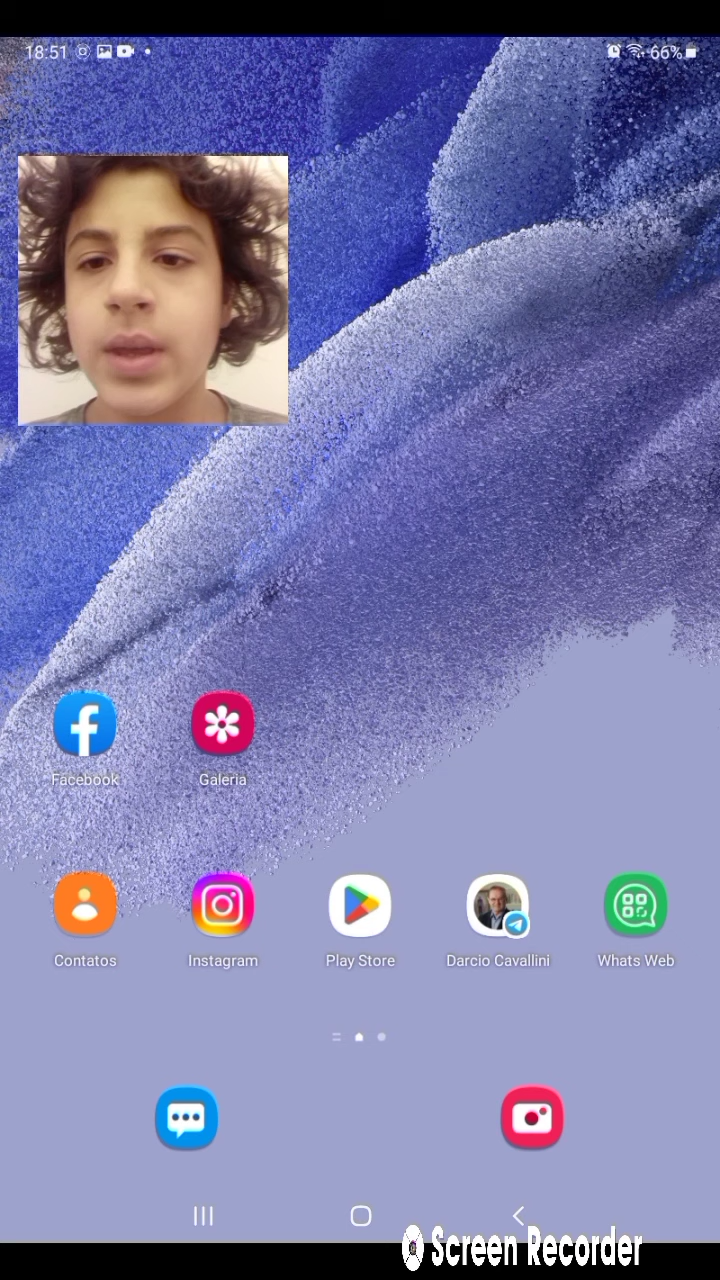 18:51 66%
Facebook Galeria
Contatos Instagram Play Store Darcio Cavallini Whats Web
Screen Recorder